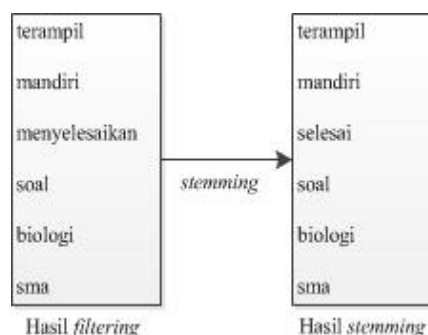 terampil
mandiri
menyelesaikan
soal
biologi
sma
Hasil filtering
stemming
terampil
mandiri
selesai
soal
biologi
sma
Hasil stemming